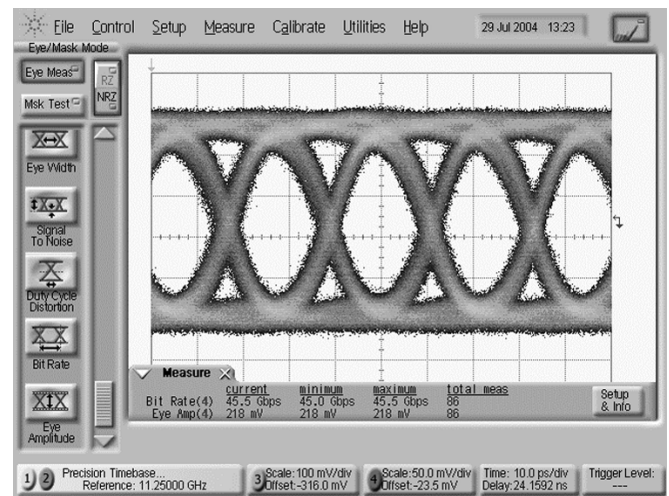 File Control Setup Measure Calibrate Utilities Help 29 Jul 2004 13:23
Eye/Mask Mode
Eye Meas
RZ
NRZ
Msk Test
Eye Width
Signal
To Noise
Duty Cycle
Distortion
Bit Rate
Eye
Amplitude
Measure
current minimum maximum total meas
Bit Rate(4) 45.5 Gbps 45.0 Gbps 45.5 Gbps 86
Eye Amp(4) 218 mV 218 mV 218 mV 86
Setup
& Info
1 2 Precision Timebase...
Reference: 11.25000 GHz
3 Scale:100 mV/div
Offset:-316.0 mV
4 Scale:50.0 mV/div
Offset:-23.5 mV
Time: 10.0 ps/div
Delay:24.1592 ns
Trigger Level:
---